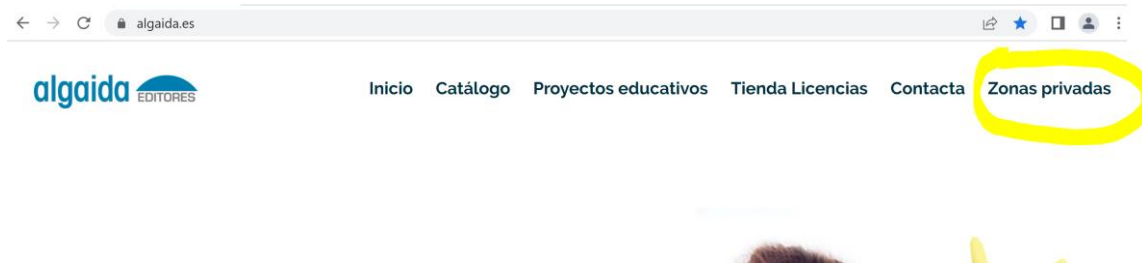 algaida.es
algaida EDITORES
Inicio Catálogo Proyectos educativos Tienda Licencias Contacta Zonas privadas